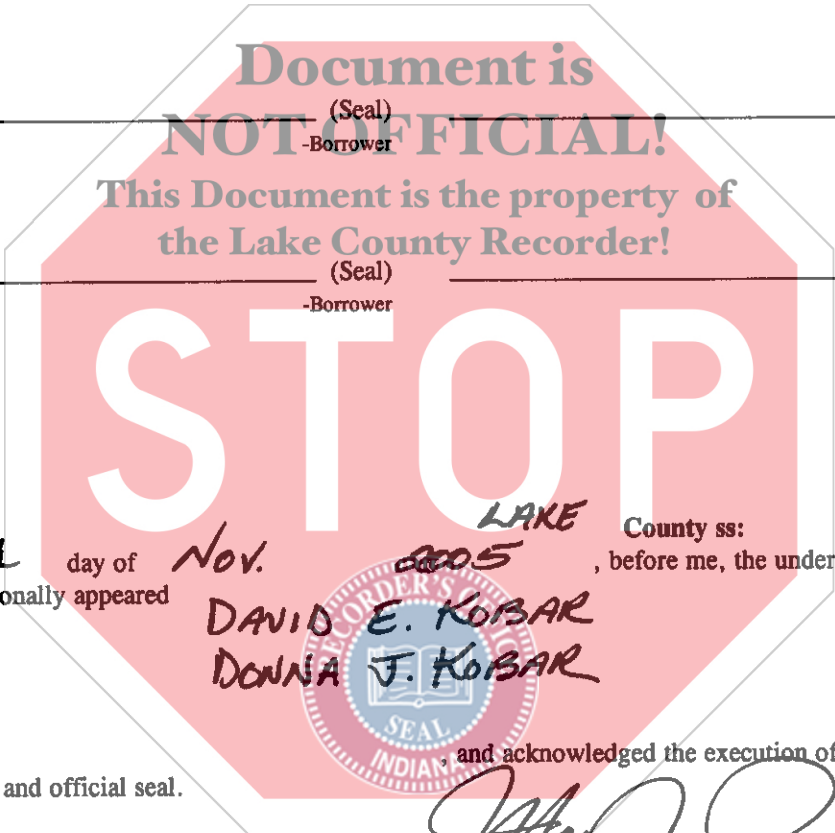 Document is
(Seal)
NOT OFFICIAL!
-Borrower
This Document is the property of
the Lake County Recorder!
(Seal)
-Borrower
STOP
LAKE County ss:
day of Nov. 2005 , before me, the under
onally appeared
DAVID E. KOBAR
DONNA J. KOBAR
SEAL
INDIANA
, and acknowledged the execution of
and official seal.